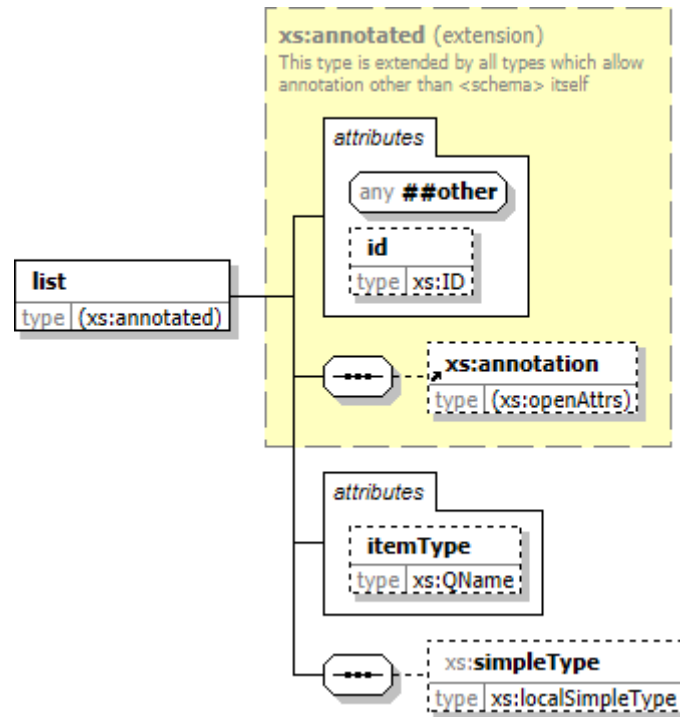 xs:annotated (extension)
This type is extended by all types which allow
annotation other than <schema> itself
attributes
any ##other
id
type xs:ID
list
type (xs:annotated)
xs:annotation
type (xs:openAttrs)
attributes
itemType
type xs:QName
xs:simpleType
type xs:localSimpleType